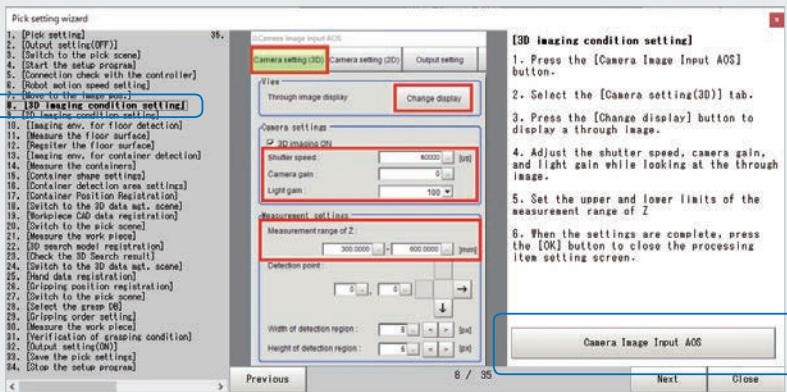 Pick setting wizard
1. [Pick setting]
2. [Output setting(OFF)]
3. [Switch to the pick scene]
4. [Start the setup program]
5. [Connection check with the controller]
6. [Robot motion speed setting]
7. [Move to the image pos.]
8. [3D imaging condition setting]
9. [2D imaging condition setting]
10. [Imaging env. for floor detection]
11. [Measure the floor surface]
12. [Regsiter the floor surface]
13. [Imaging env. for container detection]
14. [Measure the containers]
15. [Container shape settings]
16. [Container detection area settings]
17. [Container Position Registration]
18. [Switch to the 3D data mgt. scene]
19. [Workpiece CAD data registration]
20. [Switch to the pick scene]
21. [Measure the work piece]
22. [3D search model registration]
23. [Check the 3D Search result]
24. [Switch to the 3D data mgt. scene]
25. [Hand data registration]
26. [Gripping position registration]
27. [Switch to the pick scene]
28. [Select the grasp DB]
29. [Gripping order setting]
30. [Measure the work piece]
31. [Verification of grasping condition]
32. [Output setting(ON)]
33. [Save the pick settings]
34. [Stop the setup program]
35.
0.Camera Image Input AOS
Camera setting (3D) Camera setting (2D) Output setting
View
Through image display Change display
Camera settings
3D imaging ON
Shutter speed : 60000 ... [us]
Camera gain : 0 ...
Light gain : 100
Measurement settings
Measurement range of Z :
300.0000 ... - 600.0000 ... [mm]
Detection point :
0 ... , 0 ... →
↓
Width of detection region : 6 ... < > [px]
Height of detection region : 6 ... < > [px]
Previous 8 / 35
[3D imaging condition setting]
1. Press the [Camera Image Input AOS]
button.
2. Select the [Camera setting(3D)] tab.
3. Press the [Change display] button to
display a through image.
4. Adjust the shutter speed, camera gain,
and light gain while looking at the through
image.
5. Set the upper and lower limits of the
measurement range of Z
6. When the settings are complete, press
the [OK] button to close the processing
item setting screen.
Camera Image Input AOS
Next Close